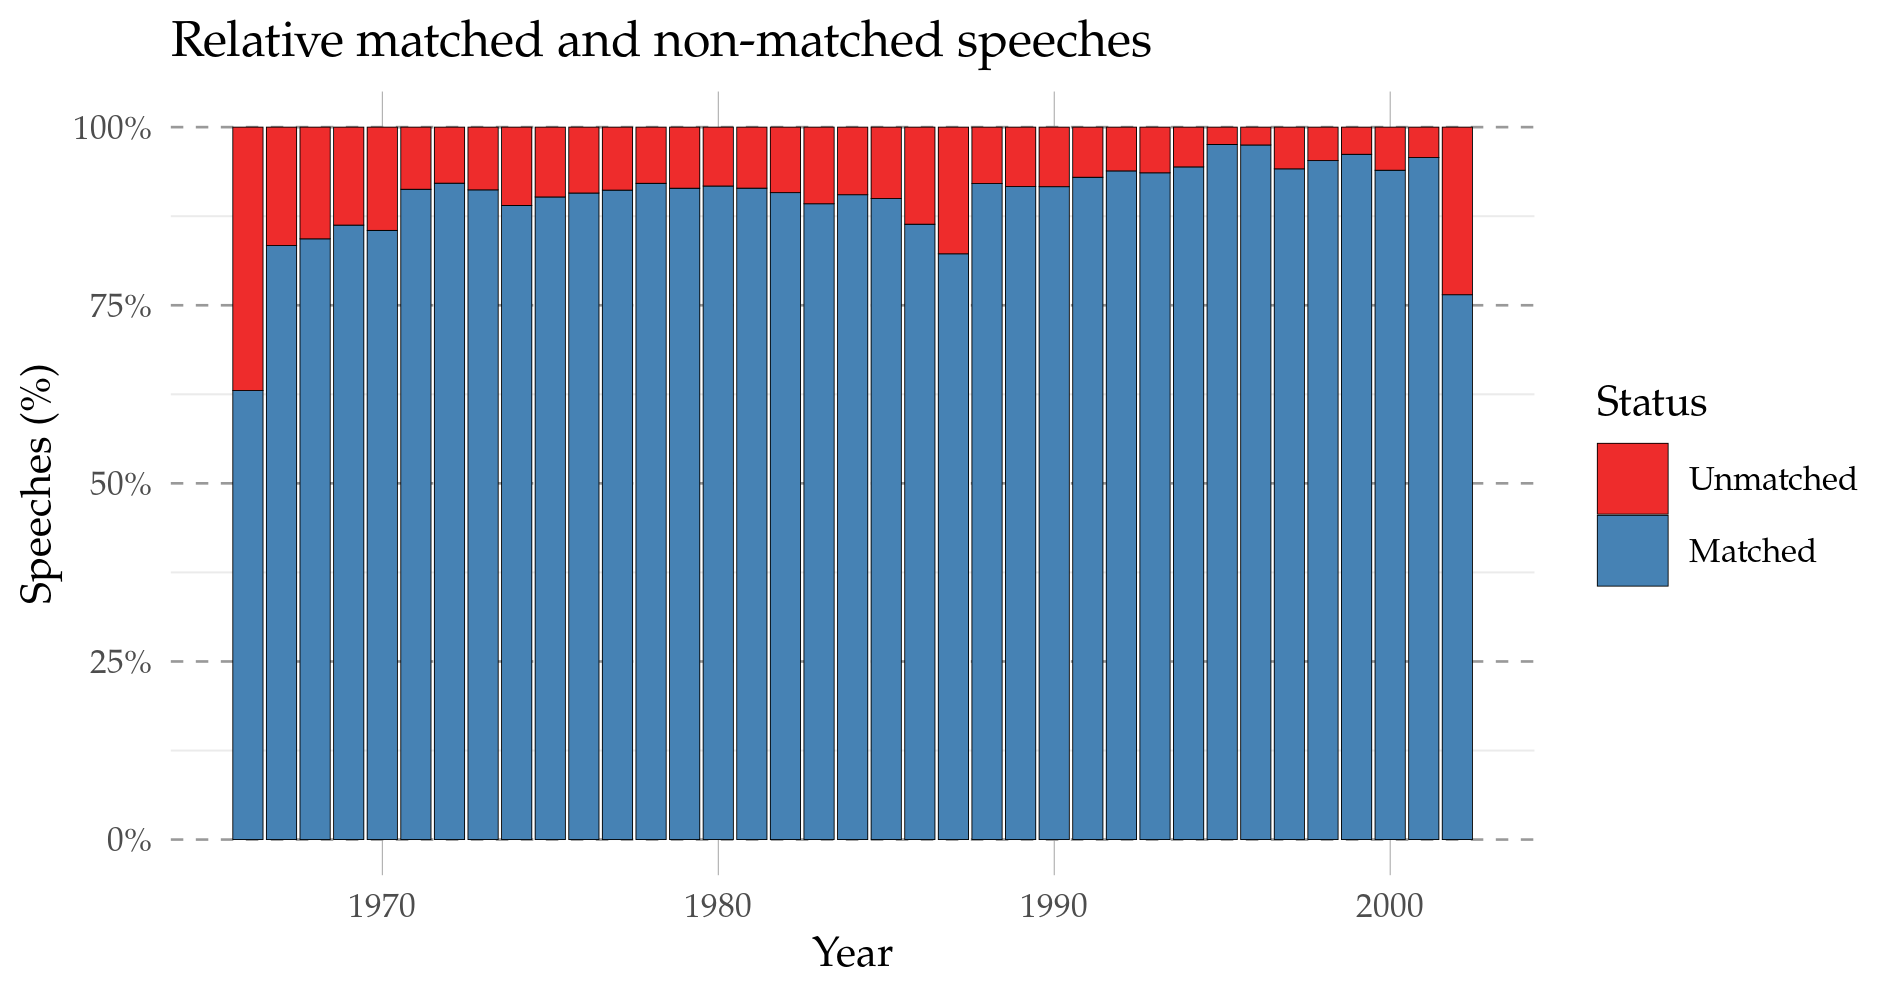 Relative matched and non-matched speeches
100%
75%
50%
25%
0%
Speeches (%)
1970
1980
1990
2000
Year
Status
Unmatched
Matched